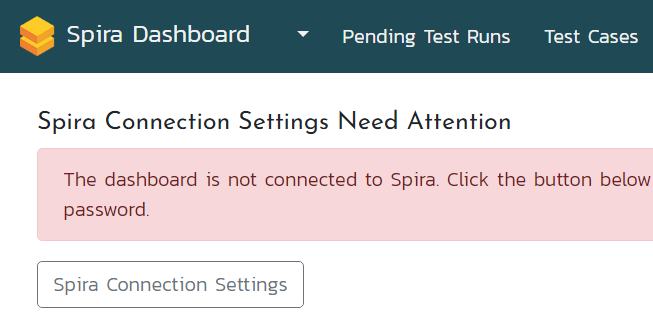 Spira Dashboard Pending Test Runs Test Cases
Spira Connection Settings Need Attention
The dashboard is not connected to Spira. Click the button below
password.
Spira Connection Settings